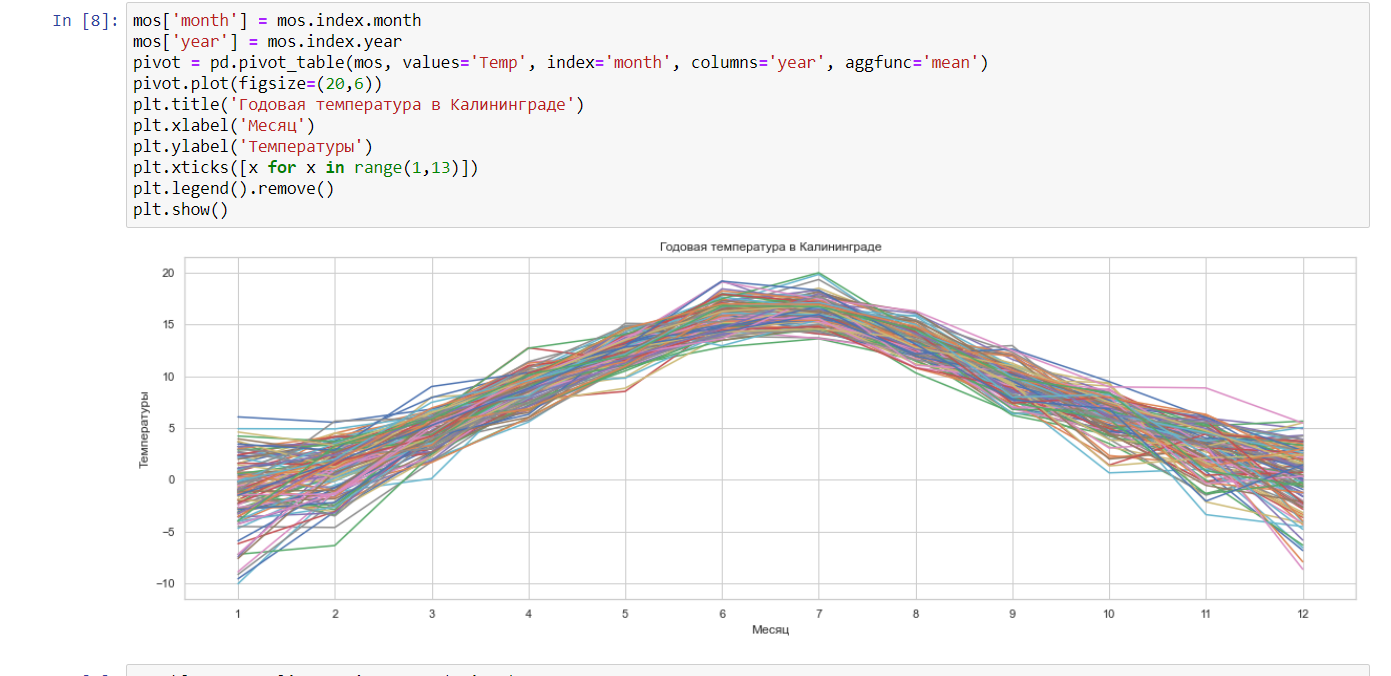 In [8]:
mos['month'] = mos.index.month
mos['year'] = mos.index.year
pivot = pd.pivot_table(mos, values='Temp', index='month', columns='year', aggfunc='mean')
pivot.plot(figsize=(20,6))
plt.title('Годовая температура в Калининграде')
plt.xlabel('Месяц')
plt.ylabel('Температуры')
plt.xticks([x for x in range(1,13)])
plt.legend().remove()
plt.show()
Годовая температура в Калининграде
Температуры
20
15
10
5
0
−5
−10
1 2 3 4 5 6 7 8 9 10 11 12
Месяц